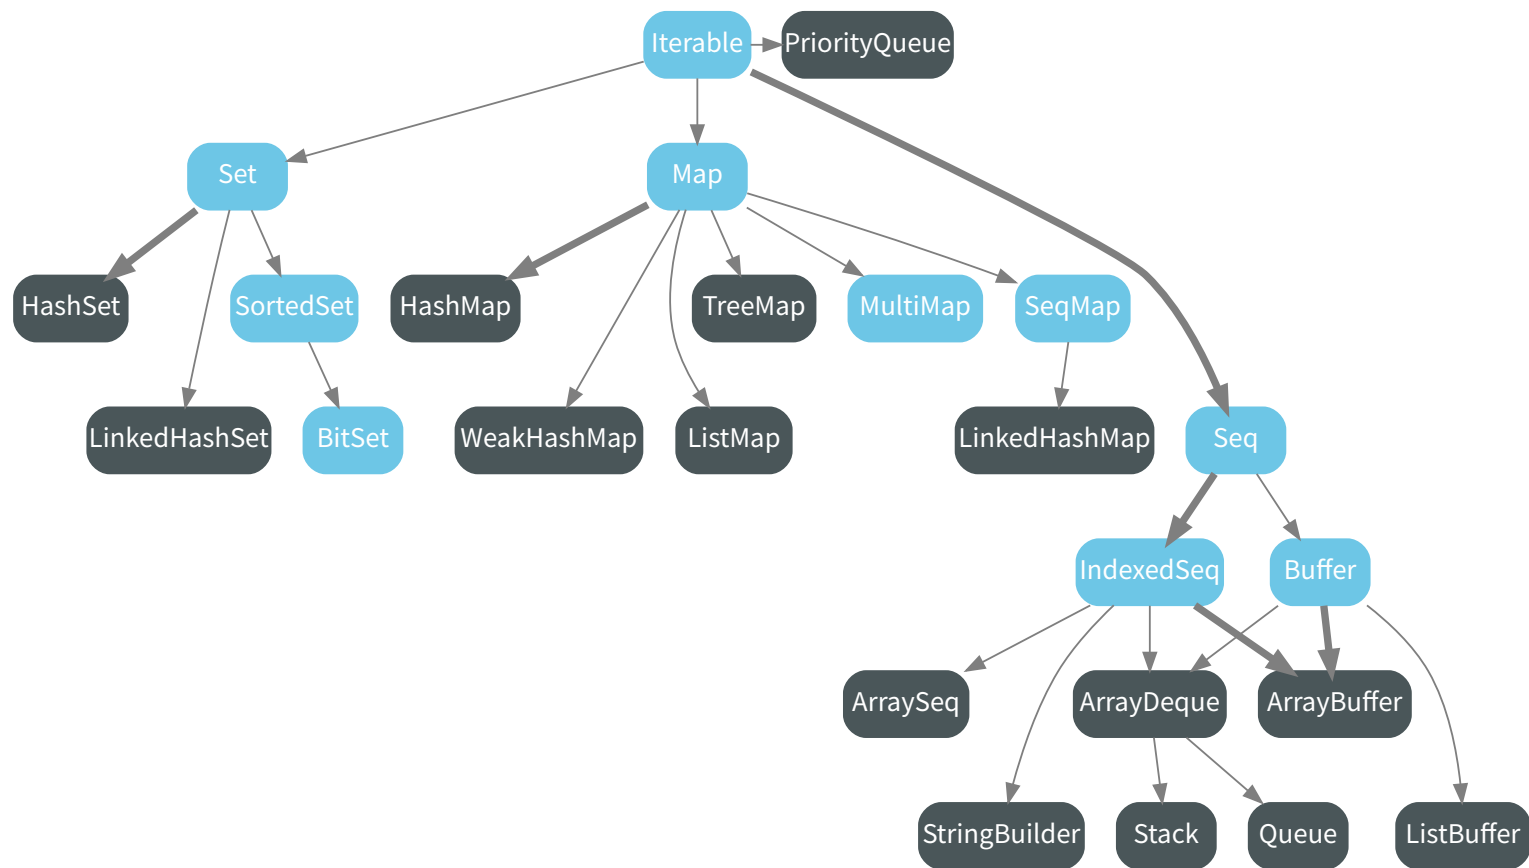 Iterable
PriorityQueue
Set
Map
HashSet
SortedSet
HashMap
TreeMap
MultiMap
SeqMap
LinkedHashSet
BitSet
WeakHashMap
ListMap
LinkedHashMap
Seq
IndexedSeq
Buffer
ArraySeq
ArrayDeque
ArrayBuffer
StringBuilder
Stack
Queue
ListBuffer